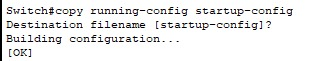 Switch#copy running-config startup-config
Destination filename [startup-config]?
Building configuration...
[OK]